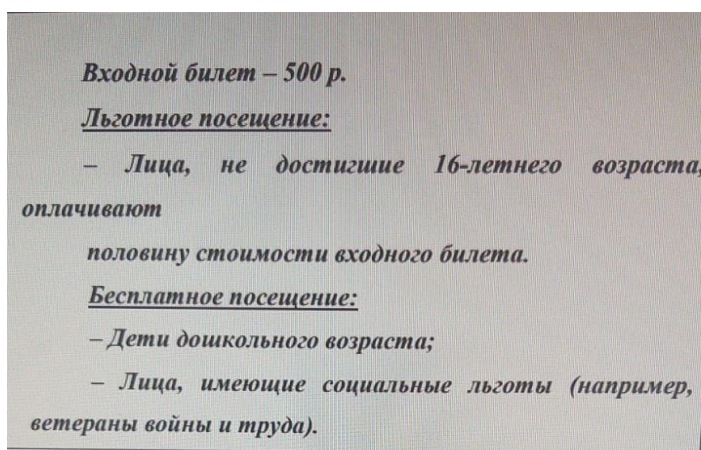 Входной билет – 500 р.
Льготное посещение:
– Лица, не достигшие 16-летнего возраста,
оплачивают
половину стоимости входного билета.
Бесплатное посещение:
– Дети дошкольного возраста;
– Лица, имеющие социальные льготы (например,
ветераны войны и труда).